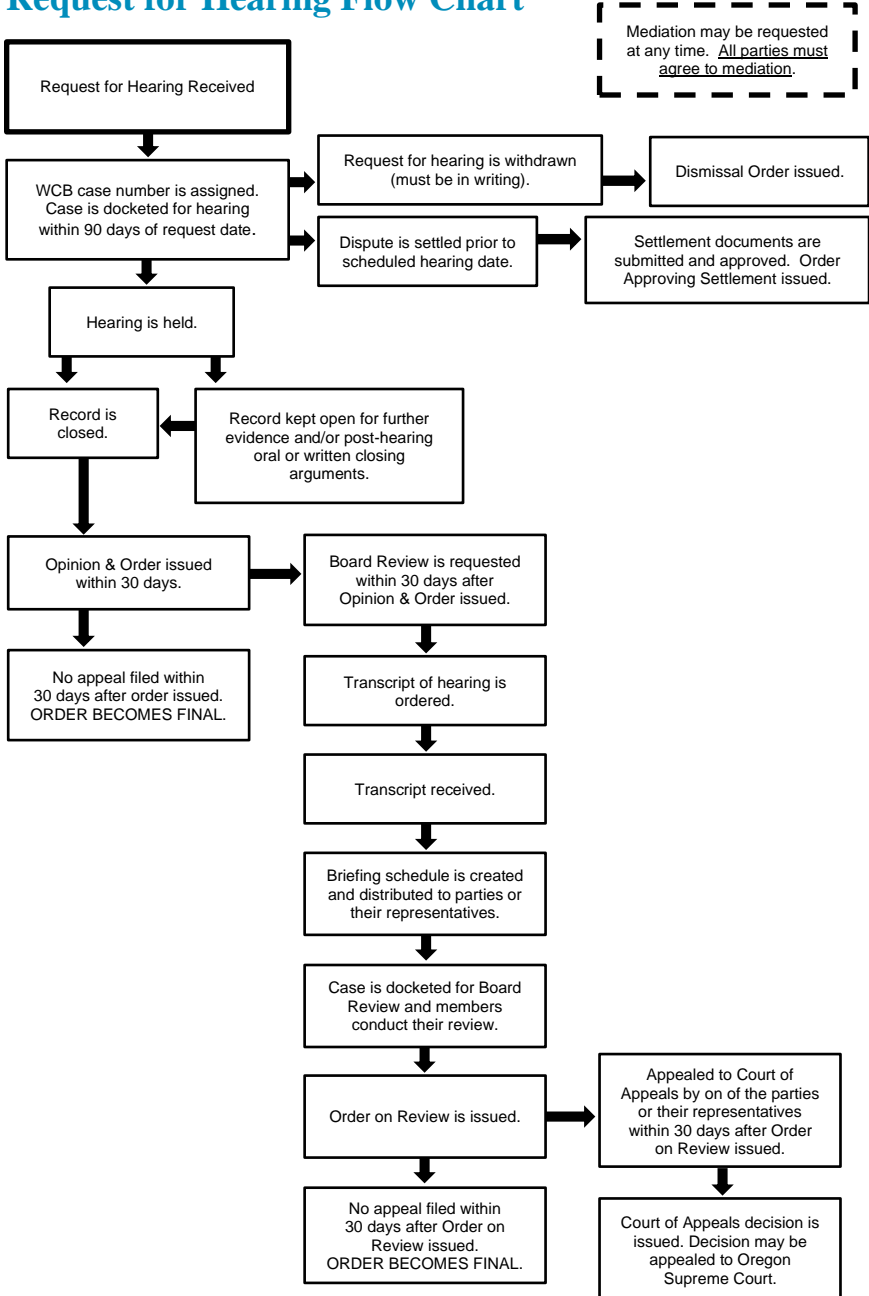 Request for Hearing Flow Chart
Mediation may be requested
at any time. All parties must
agree to mediation.
Request for Hearing Received
WCB case number is assigned.
Case is docketed for hearing
within 90 days of request date.
Request for hearing is withdrawn
(must be in writing).
Dismissal Order issued.
Dispute is settled prior to
scheduled hearing date.
Settlement documents are
submitted and approved. Order
Approving Settlement issued.
Hearing is held.
Record is
closed.
Record kept open for further
evidence and/or post-hearing
oral or written closing
arguments.
Opinion & Order issued
within 30 days.
Board Review is requested
within 30 days after
Opinion & Order issued.
No appeal filed within
30 days after order issued.
ORDER BECOMES FINAL.
Transcript of hearing is
ordered.
Transcript received.
Briefing schedule is created
and distributed to parties or
their representatives.
Case is docketed for Board
Review and members
conduct their review.
Order on Review is issued.
Appealed to Court of
Appeals by on of the parties
or their representatives
within 30 days after Order
on Review issued.
No appeal filed within
30 days after Order on
Review issued.
ORDER BECOMES FINAL.
Court of Appeals decision is
issued. Decision may be
appealed to Oregon
Supreme Court.